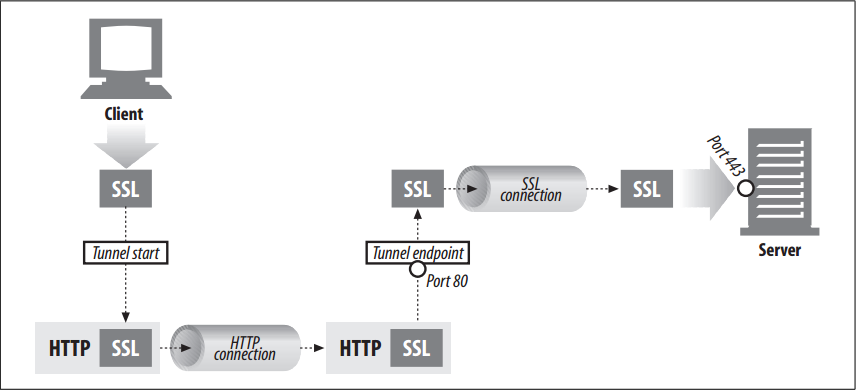 Client
SSL
Tunnel start
HTTP SSL
HTTP
connection
HTTP SSL
Tunnel endpoint
Port 80
SSL
SSL
connection
SSL
Port 443
Server